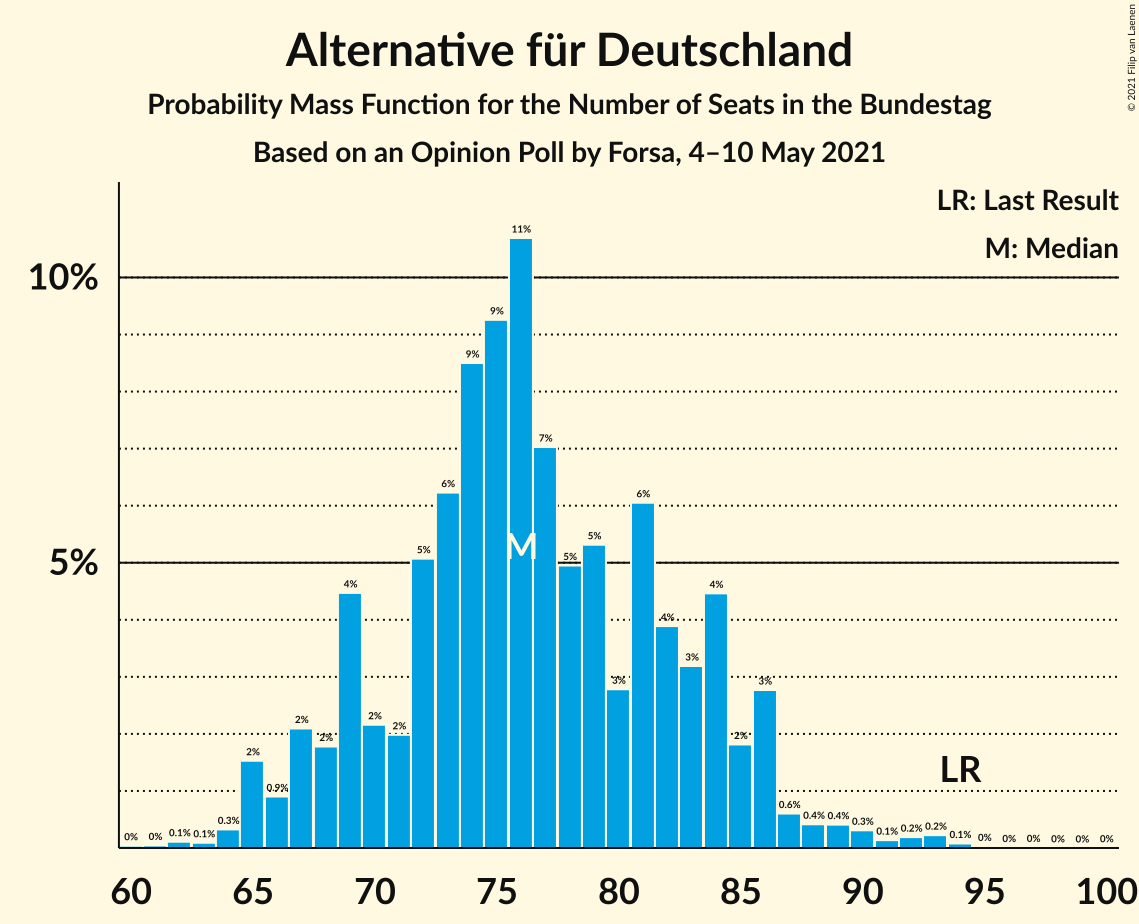 Alternative für Deutschland
Probability Mass Function for the Number of Seats in the Bundestag
Based on an Opinion Poll by Forsa, 4–10 May 2021
© 2021 Filip van Laenen
LR: Last Result
M: Median
10%
5%
0% 0% 0.1% 0.1% 0.3% 2% 0.9% 2% 2% 4% 2% 2% 5% 6% 9% 9% 11% 7% 5% 5% 3% 6% 4% 3% 4% 2% 3% 0.6% 0.4% 0.4% 0.3% 0.1% 0.2% 0.2% 0.1% 0% 0% 0% 0% 0% 0%
M
LR
60 65 70 75 80 85 90 95 100